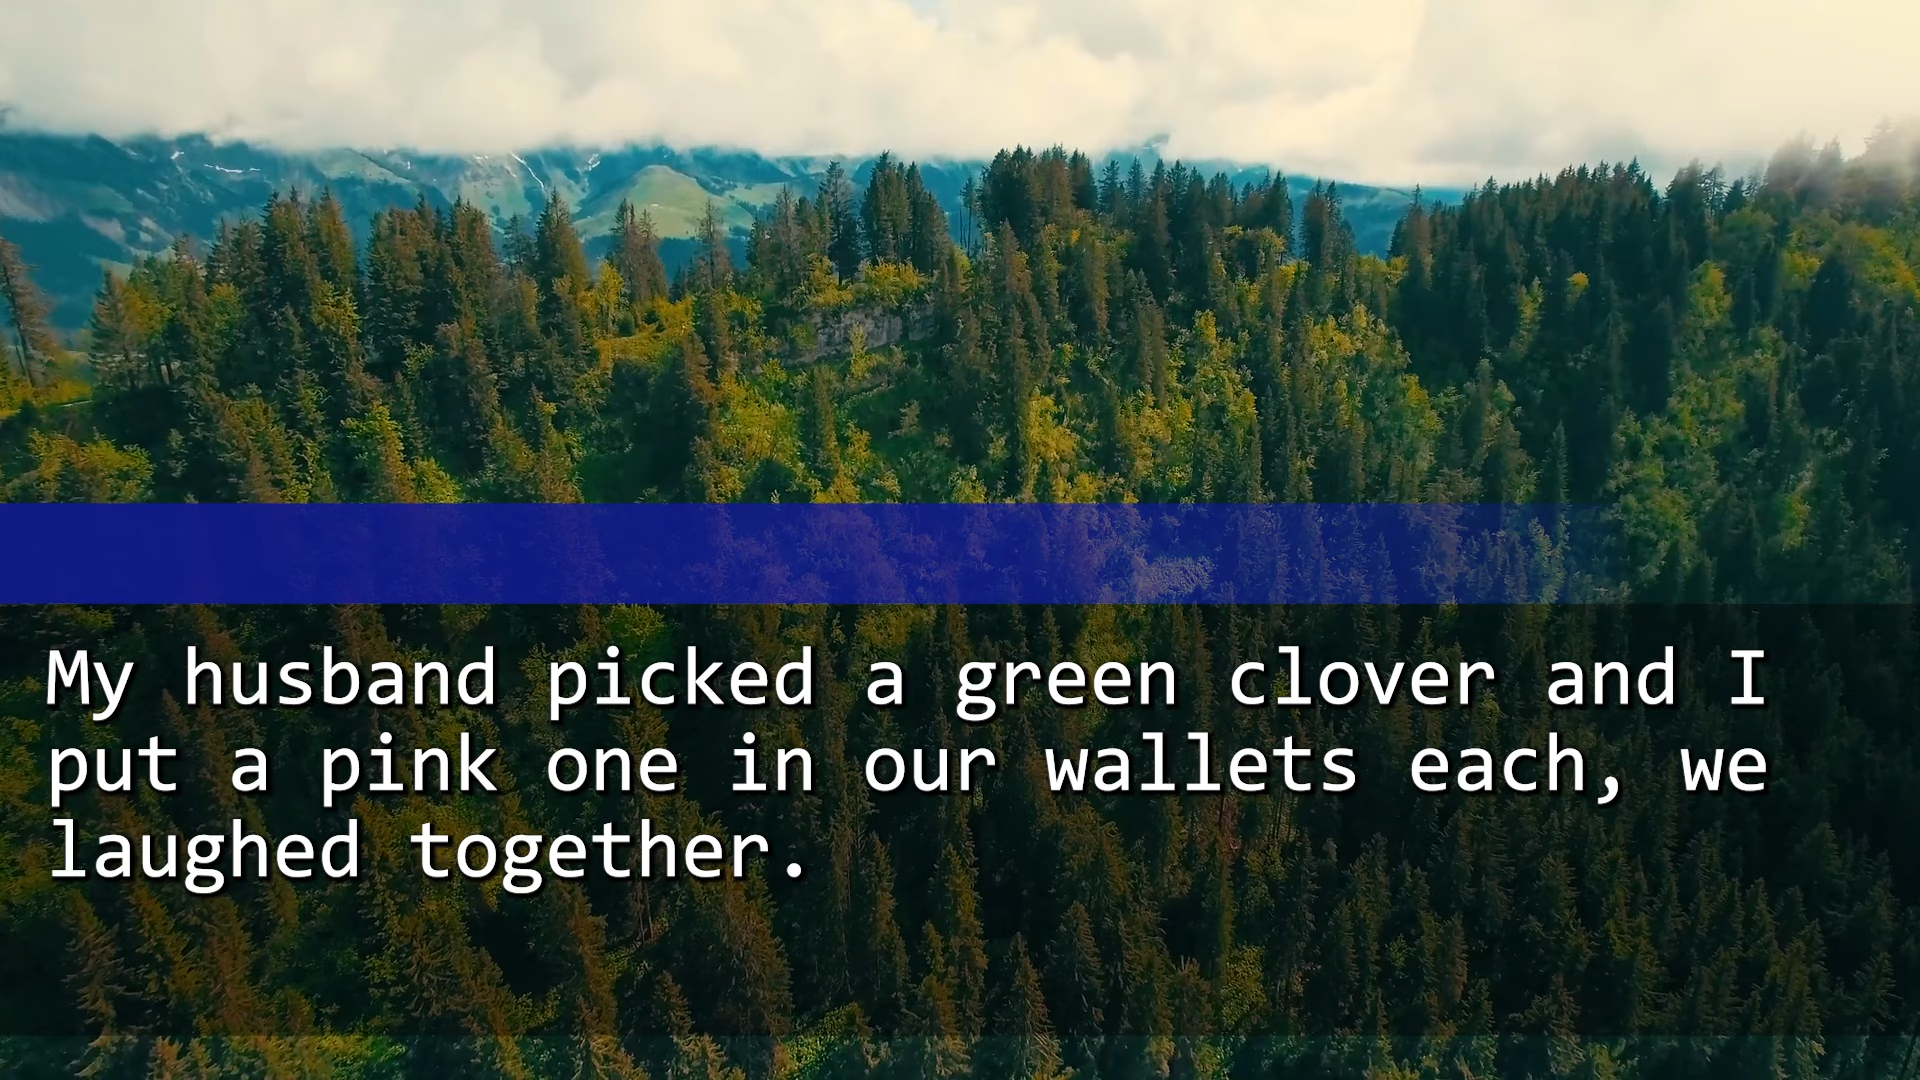 My husband picked a green clover and I
put a pink one in our wallets each, we
laughed together.